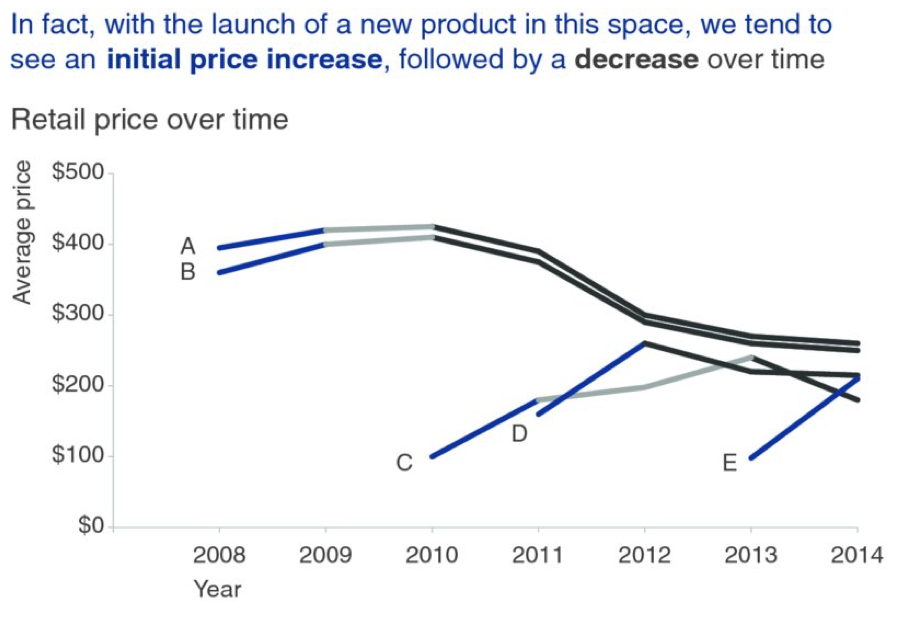 In fact, with the launch of a new product in this space, we tend to
see an initial price increase, followed by a decrease over time
Retail price over time
Average price
$500
$400
$300
$200
$100
$0
A
B
C
D
E
2008 2009 2010 2011 2012 2013 2014
Year